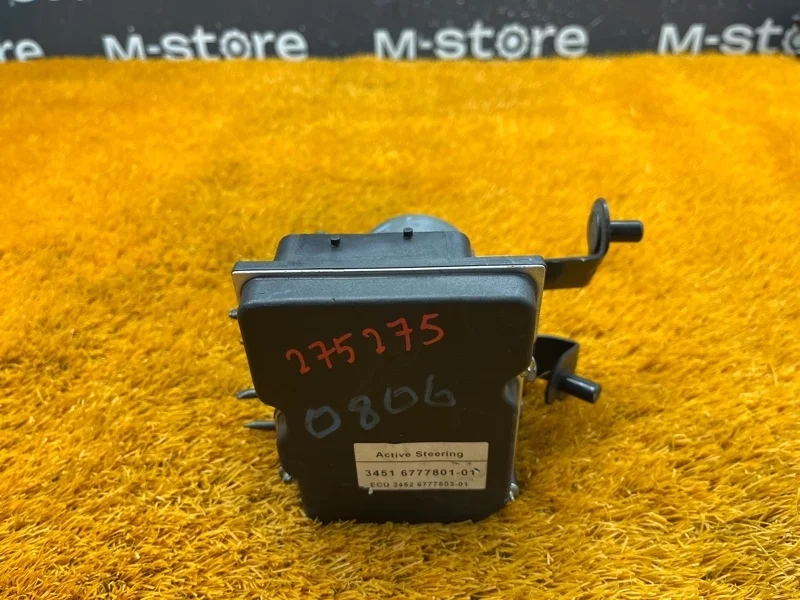 M-store M-store M-store
275275
0806
Active Steering
3451 6777801-01
ECU 3452 6777803-01